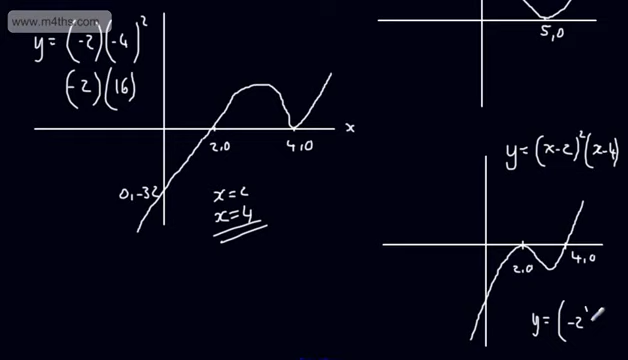 www.m4ths.com
y = (-2)(-4)²
(-2)(16)
2,0
4,0
x
0,-32
x=2
x=4
5,0
y=(x-2)²(x-4)
2,0
4,0
y=(-2